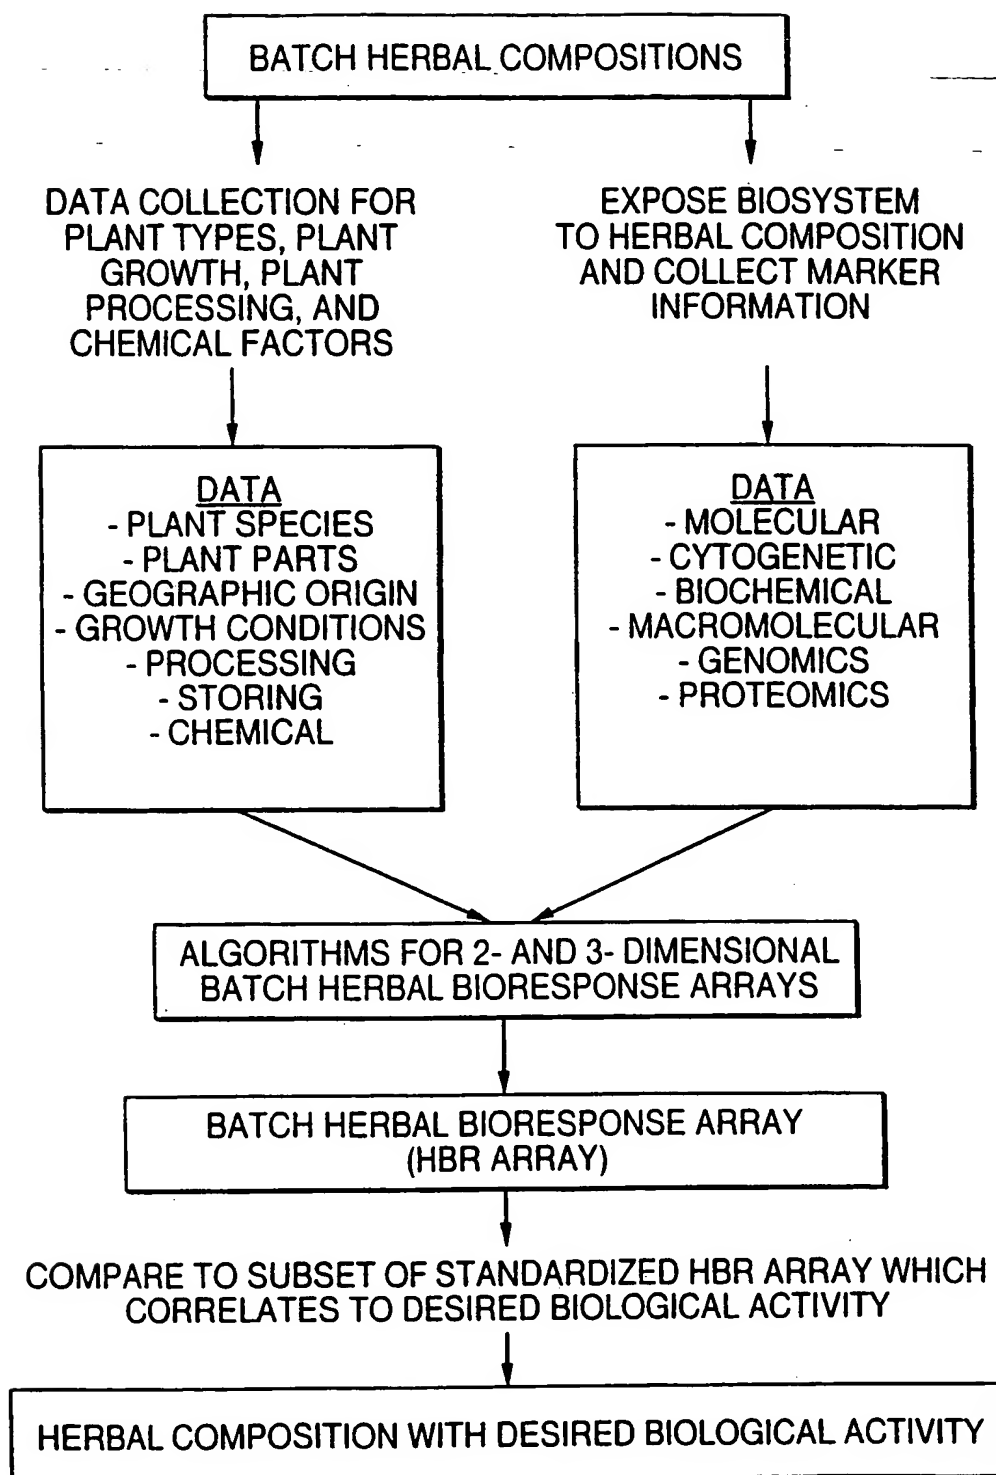 BATCH HERBAL COMPOSITIONS
DATA COLLECTION FOR
PLANT TYPES, PLANT
GROWTH, PLANT
PROCESSING, AND
CHEMICAL FACTORS
EXPOSE BIOSYSTEM
TO HERBAL COMPOSITION
AND COLLECT MARKER
INFORMATION
DATA
- PLANT SPECIES
- PLANT PARTS
- GEOGRAPHIC ORIGIN
- GROWTH CONDITIONS
- PROCESSING
- STORING
- CHEMICAL
DATA
- MOLECULAR
- CYTOGENETIC
- BIOCHEMICAL
- MACROMOLECULAR
- GENOMICS
- PROTEOMICS
ALGORITHMS FOR 2- AND 3- DIMENSIONAL
BATCH HERBAL BIORESPONSE ARRAYS
BATCH HERBAL BIORESPONSE ARRAY
(HBR ARRAY)
COMPARE TO SUBSET OF STANDARDIZED HBR ARRAY WHICH
CORRELATES TO DESIRED BIOLOGICAL ACTIVITY
HERBAL COMPOSITION WITH DESIRED BIOLOGICAL ACTIVITY